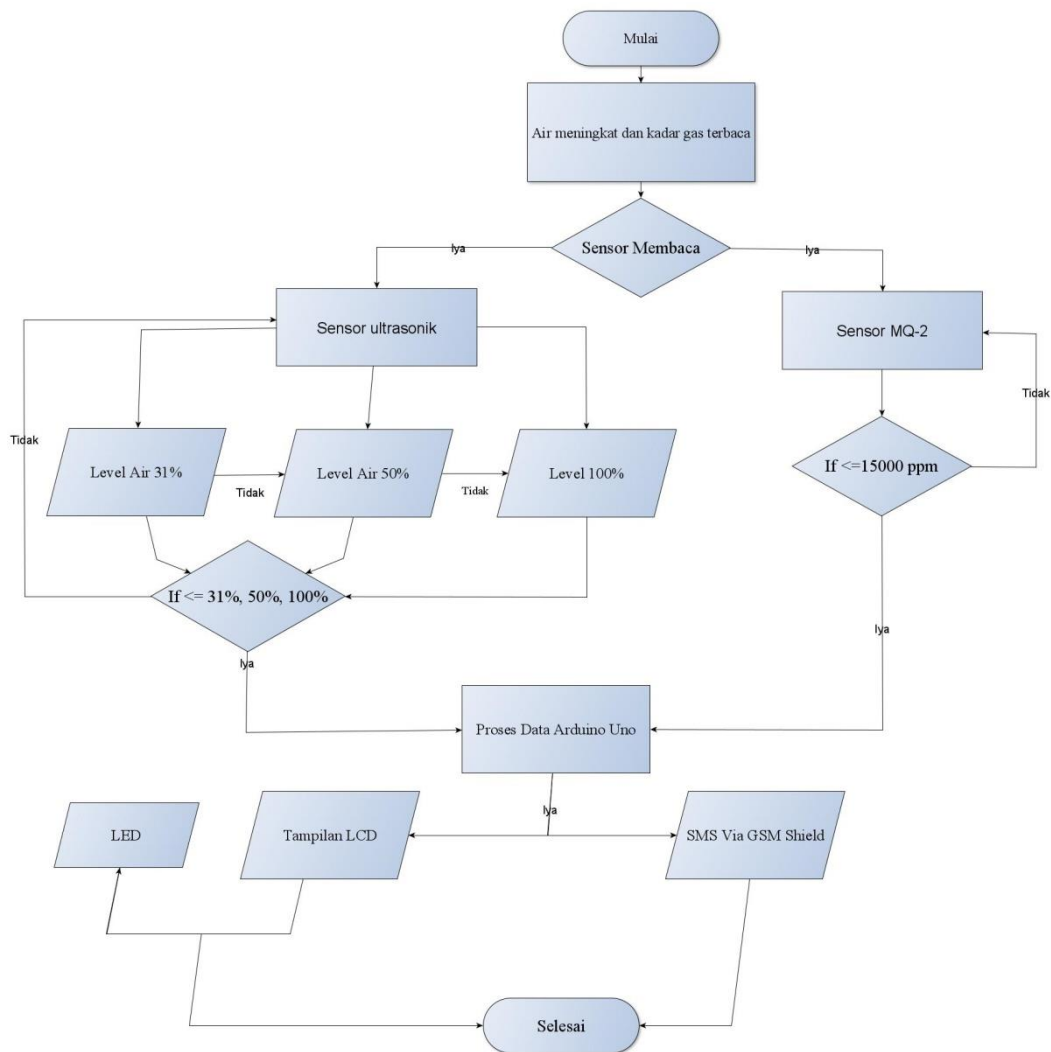 Mulai
Air meningkat dan kadar gas terbaca
Sensor Membaca
Iya
Iya
Sensor ultrasonik
Sensor MQ-2
Tidak
Tidak
Level Air 31%
Tidak
Level Air 50%
Tidak
Level 100%
If <=15000 ppm
If <= 31%, 50%, 100%
Iya
Iya
Proses Data Arduino Uno
Iya
LED
Tampilan LCD
SMS Via GSM Shield
Selesai